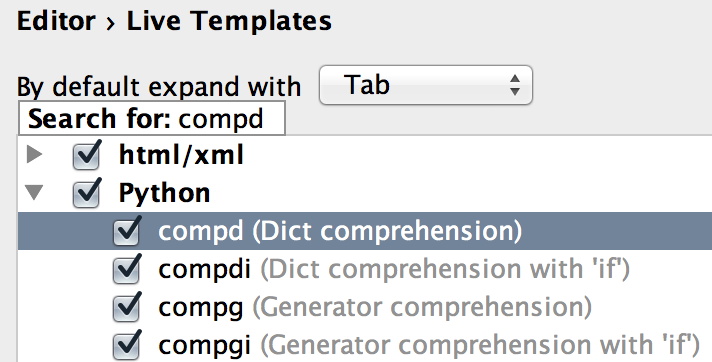 Editor › Live Templates
By default expand with Tab
Search for: compd
html/xml
Python
compd (Dict comprehension)
compdi (Dict comprehension with 'if')
compg (Generator comprehension)
compgi (Generator comprehension with 'if')